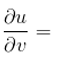 ∂u/∂v =